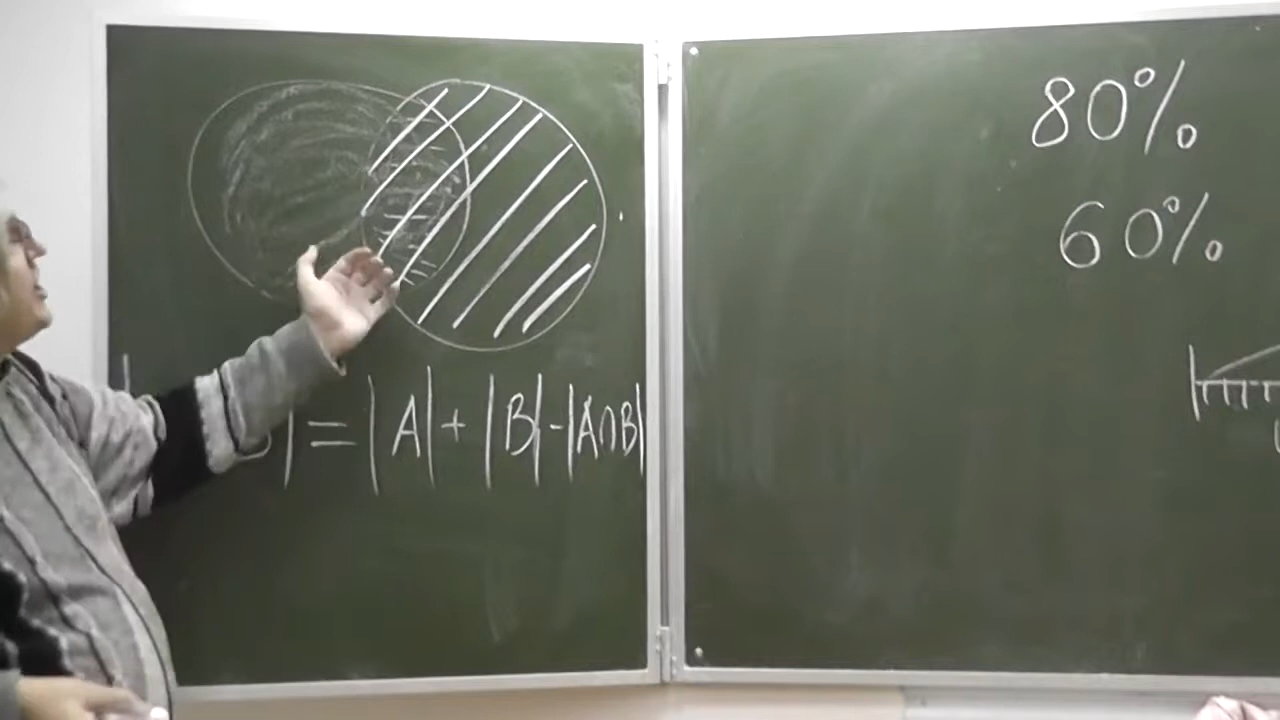 | = |A| + |B| - |A∩B|
80%
60%